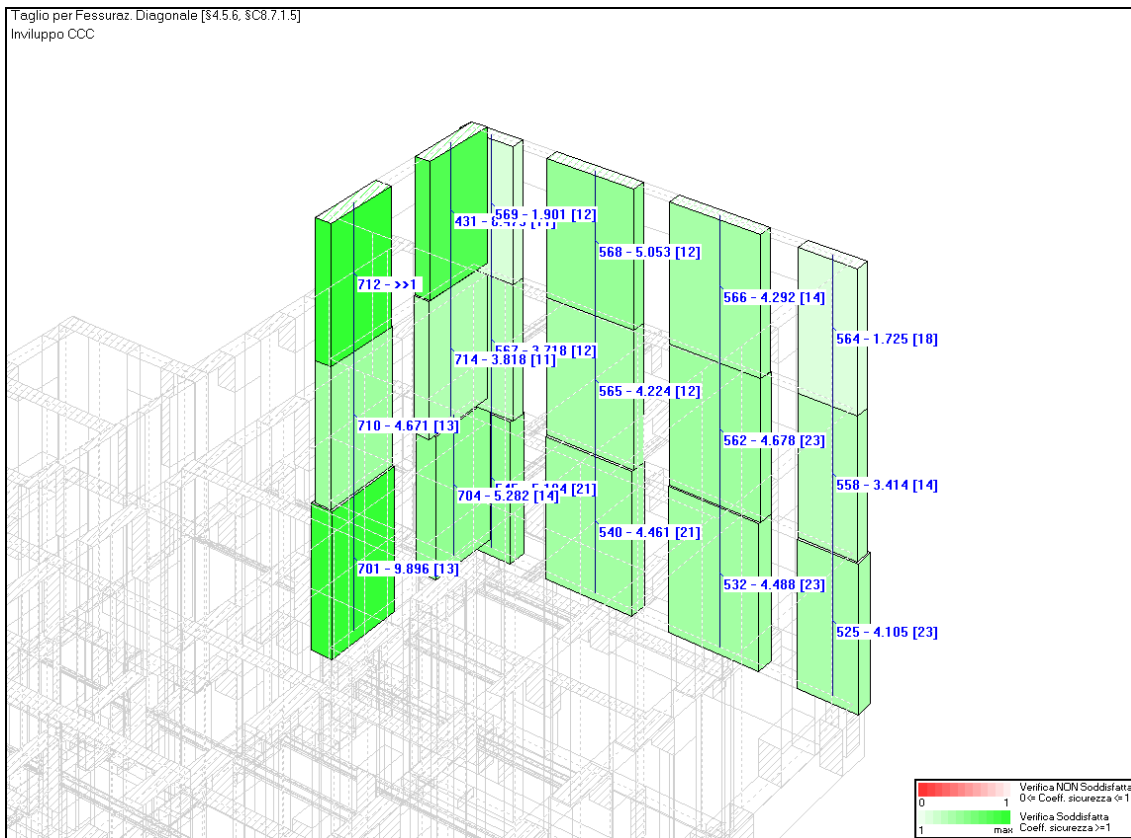 Taglio per Fessuraz. Diagonale [§4.5.6, §C8.7.1.5]
Inviluppo CCC
569 - 1.901 [12]
568 - 5.053 [12]
712 - >>1
566 - 4.292 [14]
564 - 1.725 [18]
714 - 3.818 [11]
565 - 4.224 [12]
710 - 4.671 [13]
562 - 4.678 [23]
558 - 3.414 [14]
704 - 5.282 [14]
540 - 4.461 [21]
701 - 9.896 [13]
532 - 4.488 [23]
525 - 4.105 [23]
Verifica NON Soddisfatta
0<= Coeff. sicurezza <=1
0 1
Verifica Soddisfatta
Coeff. sicurezza >=1
1 max